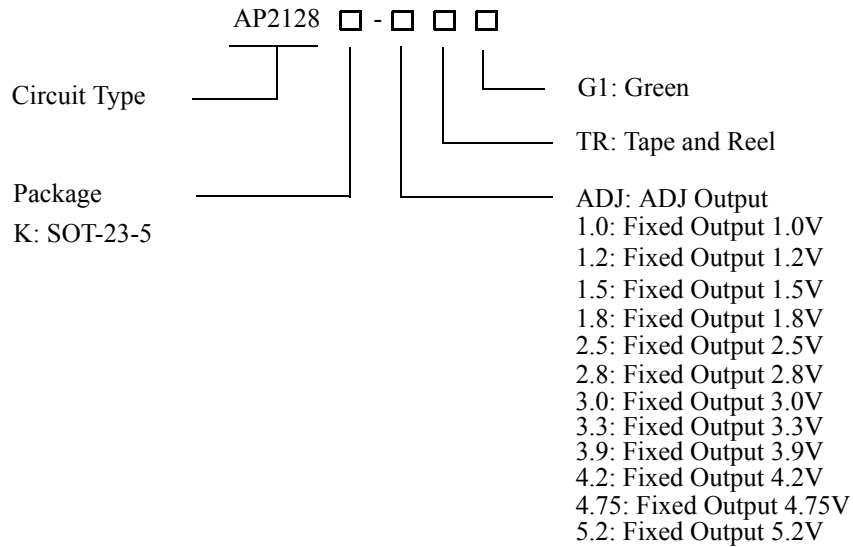 AP2128 -
Circuit Type
G1: Green
TR: Tape and Reel
Package
K: SOT-23-5
ADJ: ADJ Output
1.0: Fixed Output 1.0V
1.2: Fixed Output 1.2V
1.5: Fixed Output 1.5V
1.8: Fixed Output 1.8V
2.5: Fixed Output 2.5V
2.8: Fixed Output 2.8V
3.0: Fixed Output 3.0V
3.3: Fixed Output 3.3V
3.9: Fixed Output 3.9V
4.2: Fixed Output 4.2V
4.75: Fixed Output 4.75V
5.2: Fixed Output 5.2V